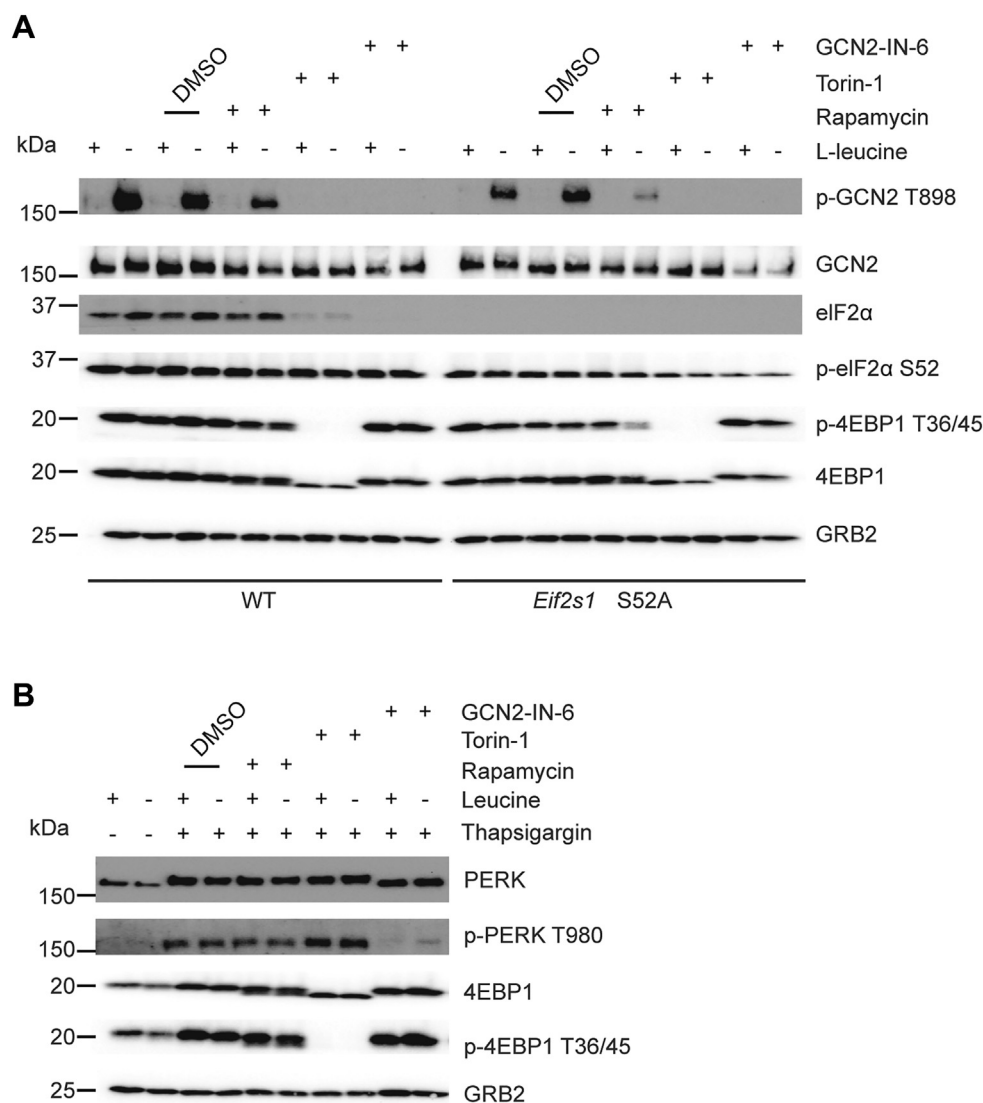 A
+ + GCN2-IN-6
DMSO + + Torin-1
+ + Rapamycin
kDa + - + - + - + - + - L-leucine
+ +
DMSO + +
+ +
+ - + - + - + - + -
150 p-GCN2 T898
150 GCN2
37 eIF2α
37 p-eIF2α S52
20 p-4EBP1 T36/45
20 4EBP1
25 GRB2
WT Eif2s1 S52A
B
+ + GCN2-IN-6
DMSO + + Torin-1
+ + Rapamycin
+ - + - + - + - + - Leucine
kDa - - + + + + + + + + Thapsigargin
150 PERK
150 p-PERK T980
20 4EBP1
20 p-4EBP1 T36/45
25 GRB2